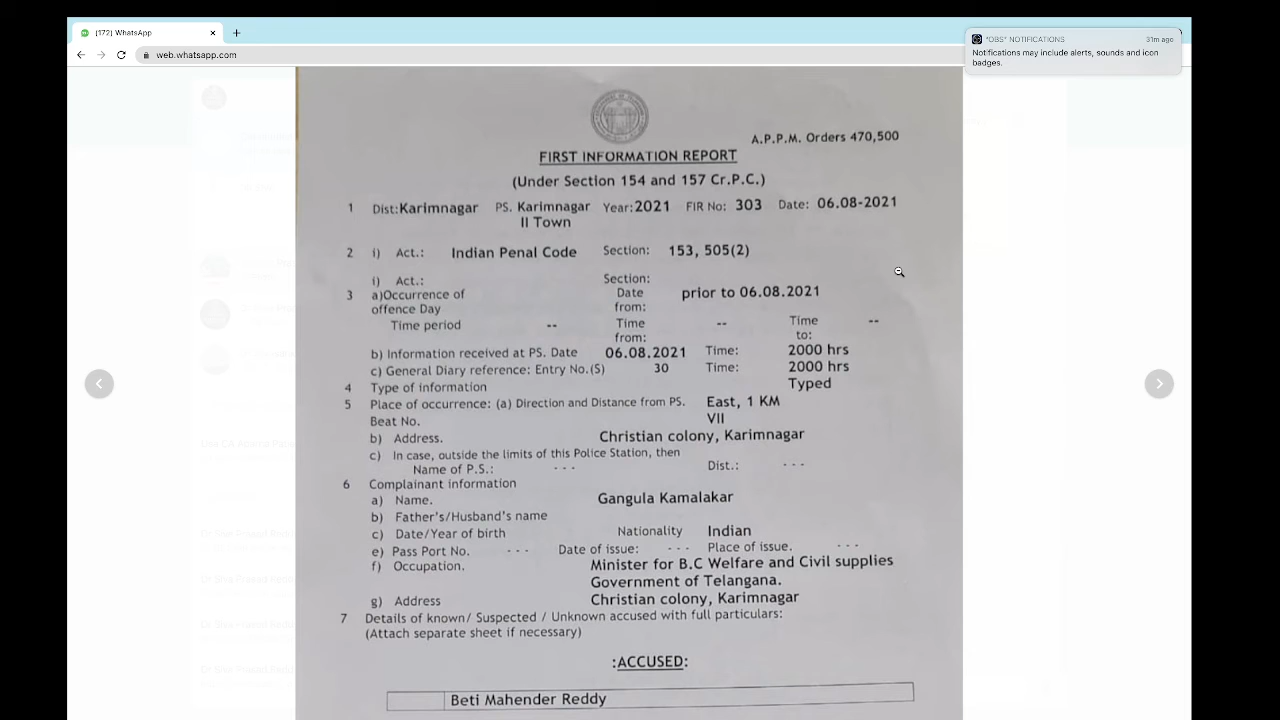 (172) WhatsApp
web.whatsapp.com
"OBS" NOTIFICATIONS 31m ago
Notifications may include alerts, sounds and icon
badges.
A.P.P.M. Orders 470,500
FIRST INFORMATION REPORT
(Under Section 154 and 157 Cr.P.C.)
1 Dist:Karimnagar PS. Karimnagar Year:2021 FIR No: 303 Date: 06.08-2021
II Town
2 i) Act.: Indian Penal Code Section: 153, 505(2)
i) Act.: Section:
3 a)Occurrence of Date prior to 06.08.2021
offence Day from:
Time period -- Time -- Time --
from: to:
b) Information received at PS. Date 06.08.2021 Time: 2000 hrs
c) General Diary reference: Entry No.(S) 30 Time: 2000 hrs
4 Type of information Typed
5 Place of occurrence: (a) Direction and Distance from PS. East, 1 KM
Beat No. VII
b) Address. Christian colony, Karimnagar
c) In case, outside the limits of this Police Station, then
Name of P.S.: --- Dist.: ---
6 Complainant information
a) Name. Gangula Kamalakar
b) Father's/Husband's name
c) Date/Year of birth Nationality Indian
e) Pass Port No. --- Date of issue: --- Place of issue. ---
f) Occupation. Minister for B.C Welfare and Civil supplies
Government of Telangana.
g) Address Christian colony, Karimnagar
7 Details of known/ Suspected / Unknown accused with full particulars:
(Attach separate sheet if necessary)
:ACCUSED:
Beti Mahender Reddy